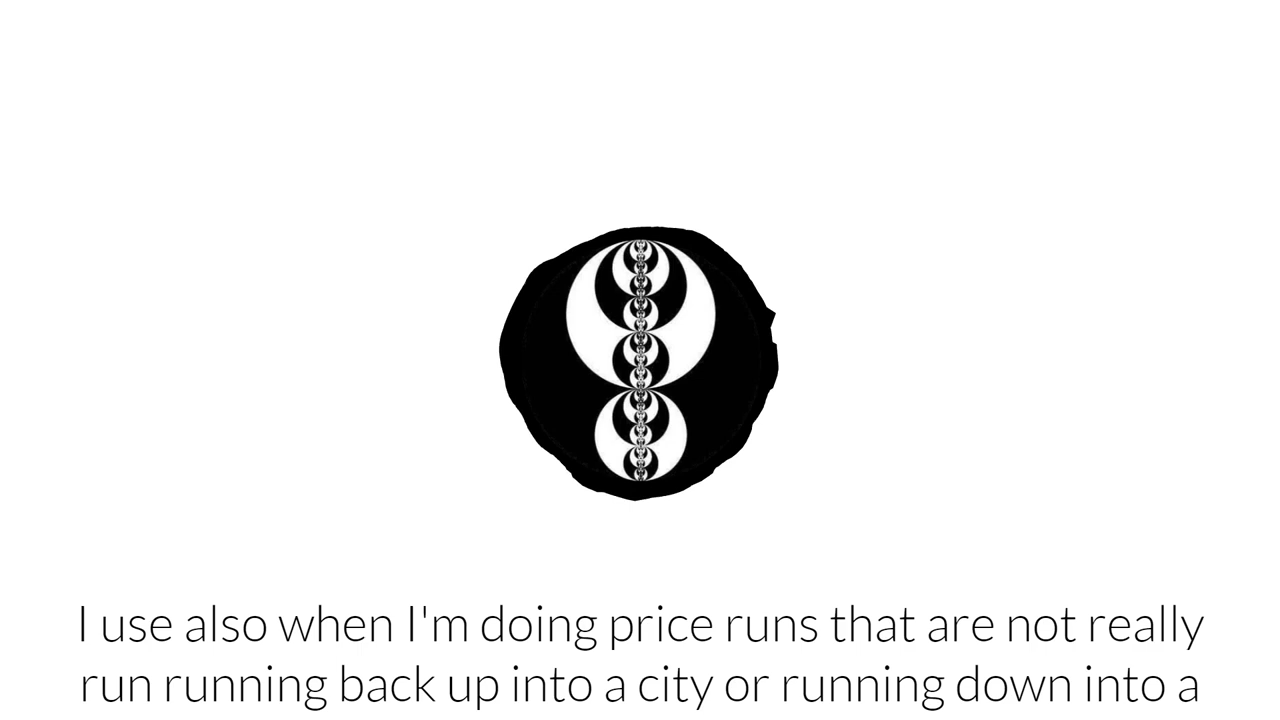 I use also when I'm doing price runs that are not really
run running back up into a city or running down into a